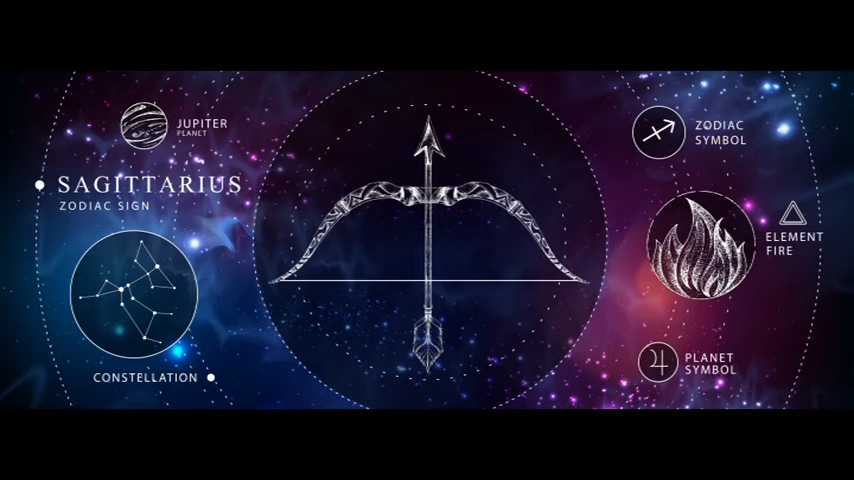 JUPITER
PLANET
SAGITTARIUS
ZODIAC SIGN
CONSTELLATION
ZODIAC
SYMBOL
ELEMENT
FIRE
PLANET
SYMBOL